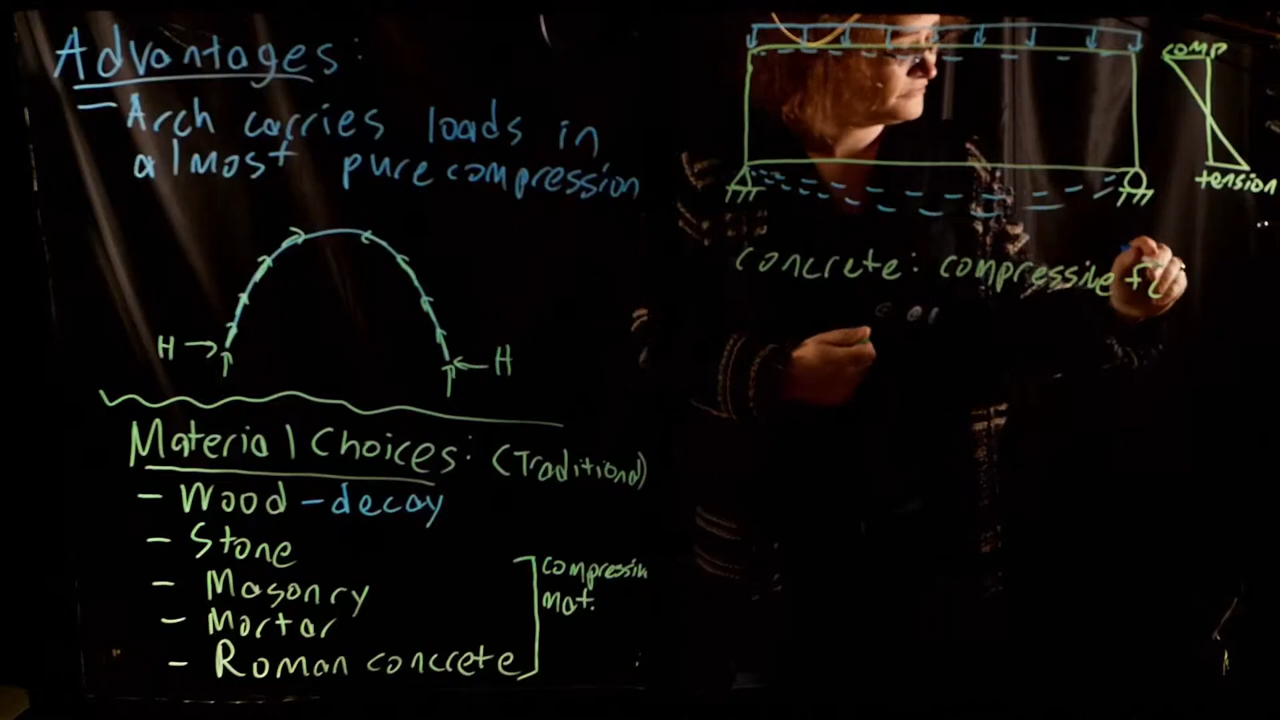 Advantages:
- Arch carries loads in
almost pure compression
H
H
Material Choices: (Traditional)
- Wood - decay
- Stone
- Masonry
- Mortar
- Roman concrete
compressiv
mat.
comp
tension
concrete: compressive